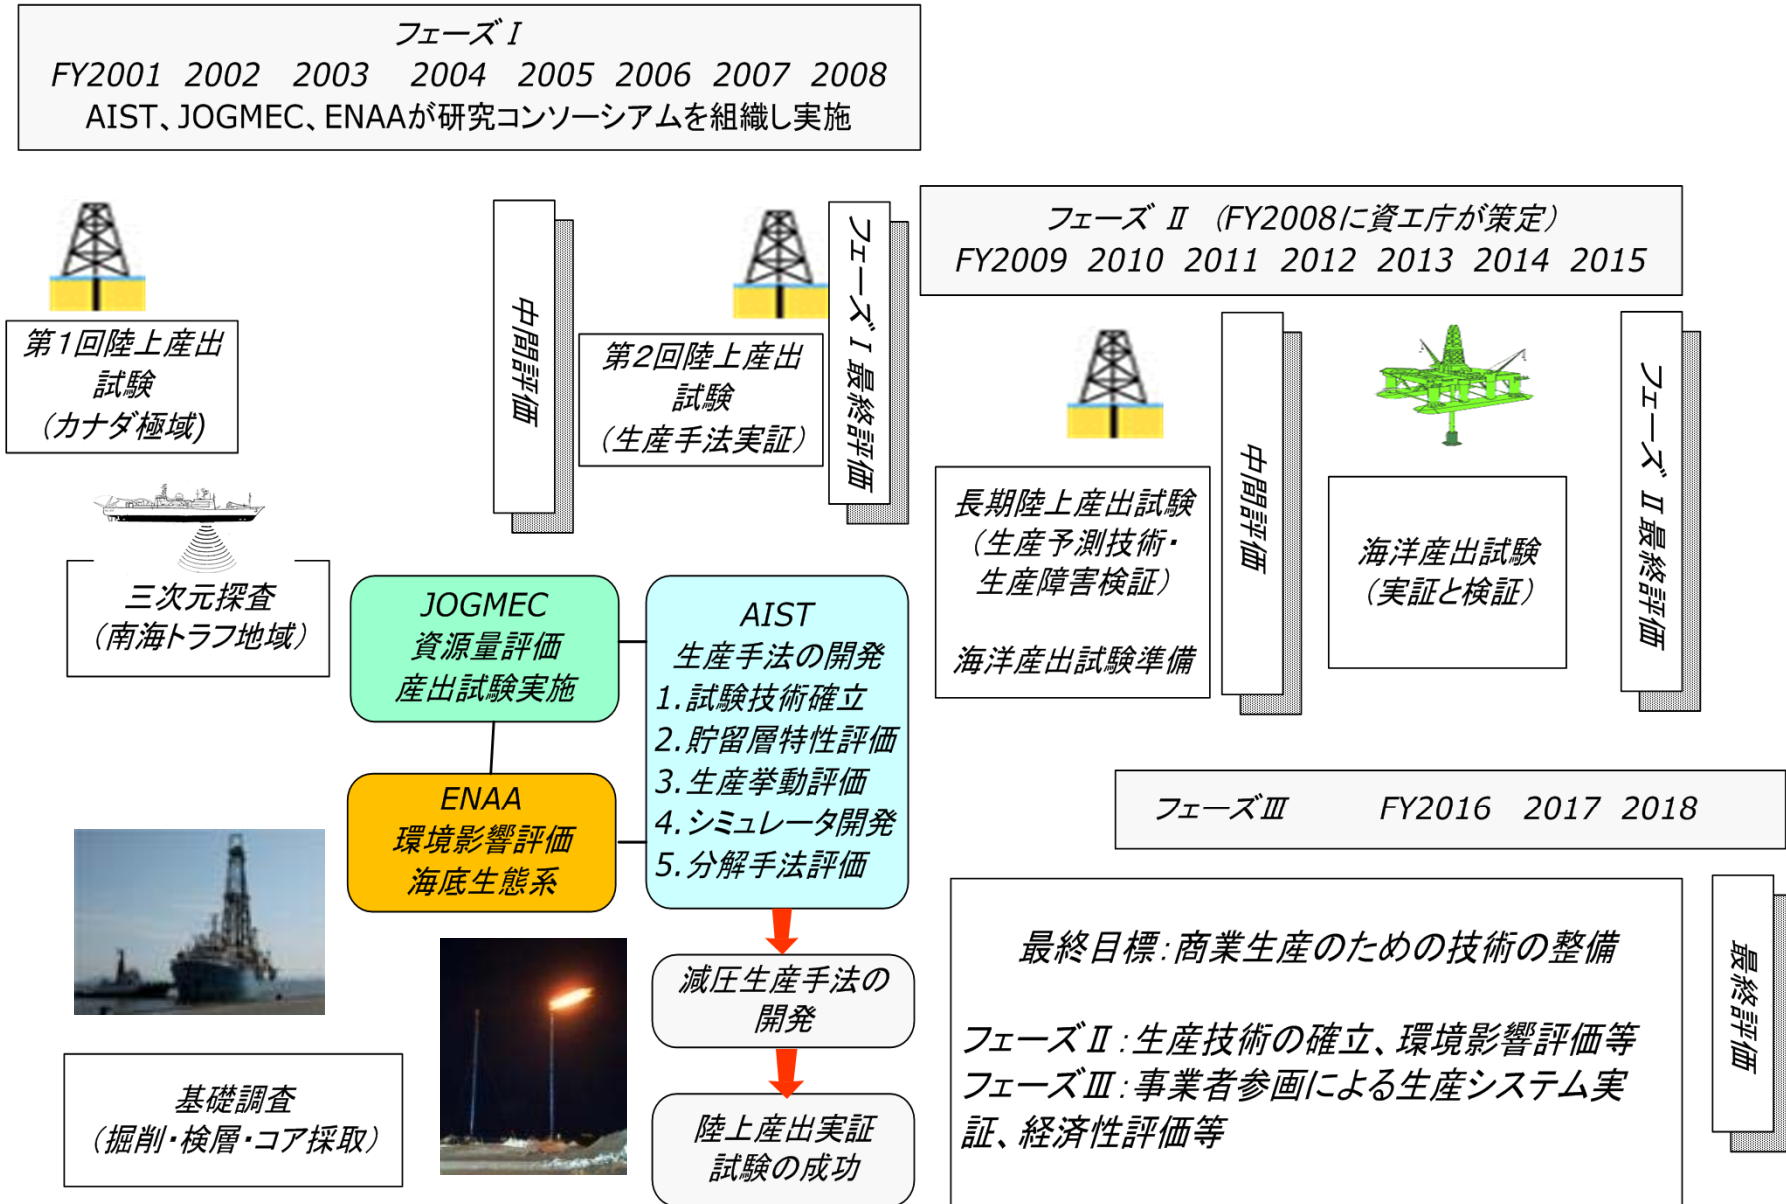 フェーズ I
FY2001 2002 2003 2004 2005 2006 2007 2008
AIST、JOGMEC、ENAAが研究コンソーシアムを組織し実施
第1回陸上産出
試験
(カナダ極域)
三次元探査
(南海トラフ地域)
中間評価
第2回陸上産出
試験
(生産手法実証)
フェーズ I 最終評価
フェーズ Ⅱ (FY2008に資エ庁が策定)
FY2009 2010 2011 2012 2013 2014 2015
長期陸上産出試験
(生産予測技術・
生産障害検証)
海洋産出試験準備
中間評価
海洋産出試験
(実証と検証)
フェーズ Ⅱ 最終評価
JOGMEC
資源量評価
産出試験実施
ENAA
環境影響評価
海底生態系
AIST
生産手法の開発
1.試験技術確立
2.貯留層特性評価
3.生産挙動評価
4.シミュレータ開発
5.分解手法評価
減圧生産手法の
開発
陸上産出実証
試験の成功
基礎調査
(掘削・検層・コア採取)
フェーズⅢ FY2016 2017 2018
最終目標:商業生産のための技術の整備
フェーズⅡ:生産技術の確立、環境影響評価等
フェーズⅢ:事業者参画による生産システム実
証、経済性評価等
最終評価